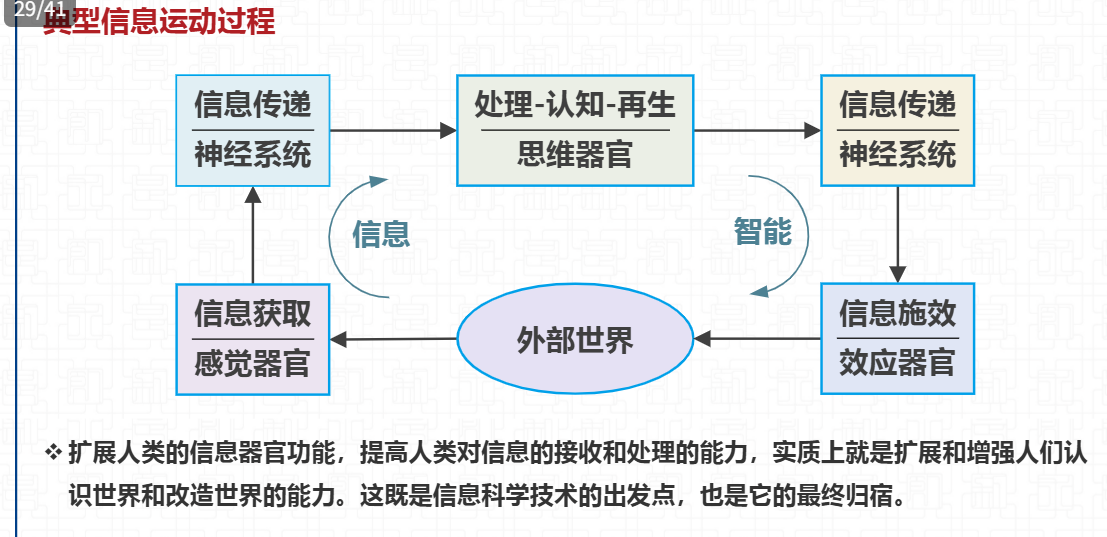 29/41
典型信息运动过程
信息传递
神经系统
处理-认知-再生
思维器官
信息传递
神经系统
信息
智能
信息获取
感觉器官
外部世界
信息施效
效应器官
❖ 扩展人类的信息器官功能，提高人类对信息的接收和处理的能力，实质上就是扩展和增强人们认
识世界和改造世界的能力。这既是信息科学技术的出发点，也是它的最终归宿。